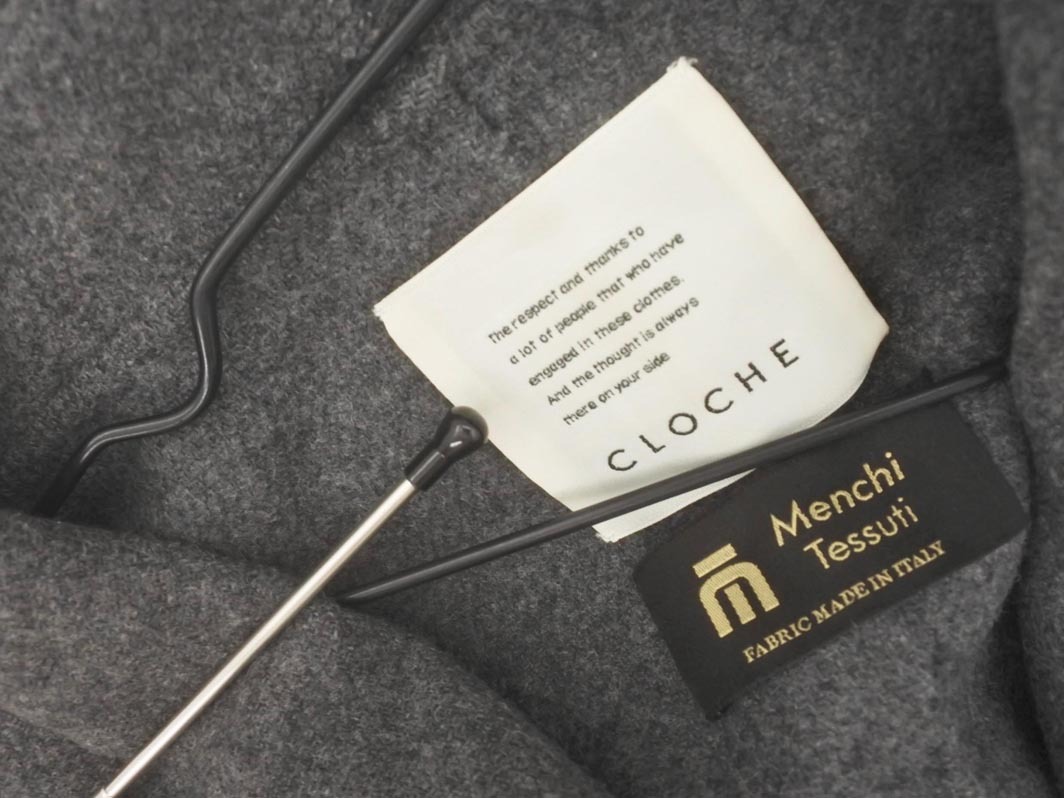 The respect and thanks to
a lot of people that who have
engaged in these clothes.
And the thought is always
there on your side
CLOCHE
Menchi
Tessuti
FABRIC MADE IN ITALY